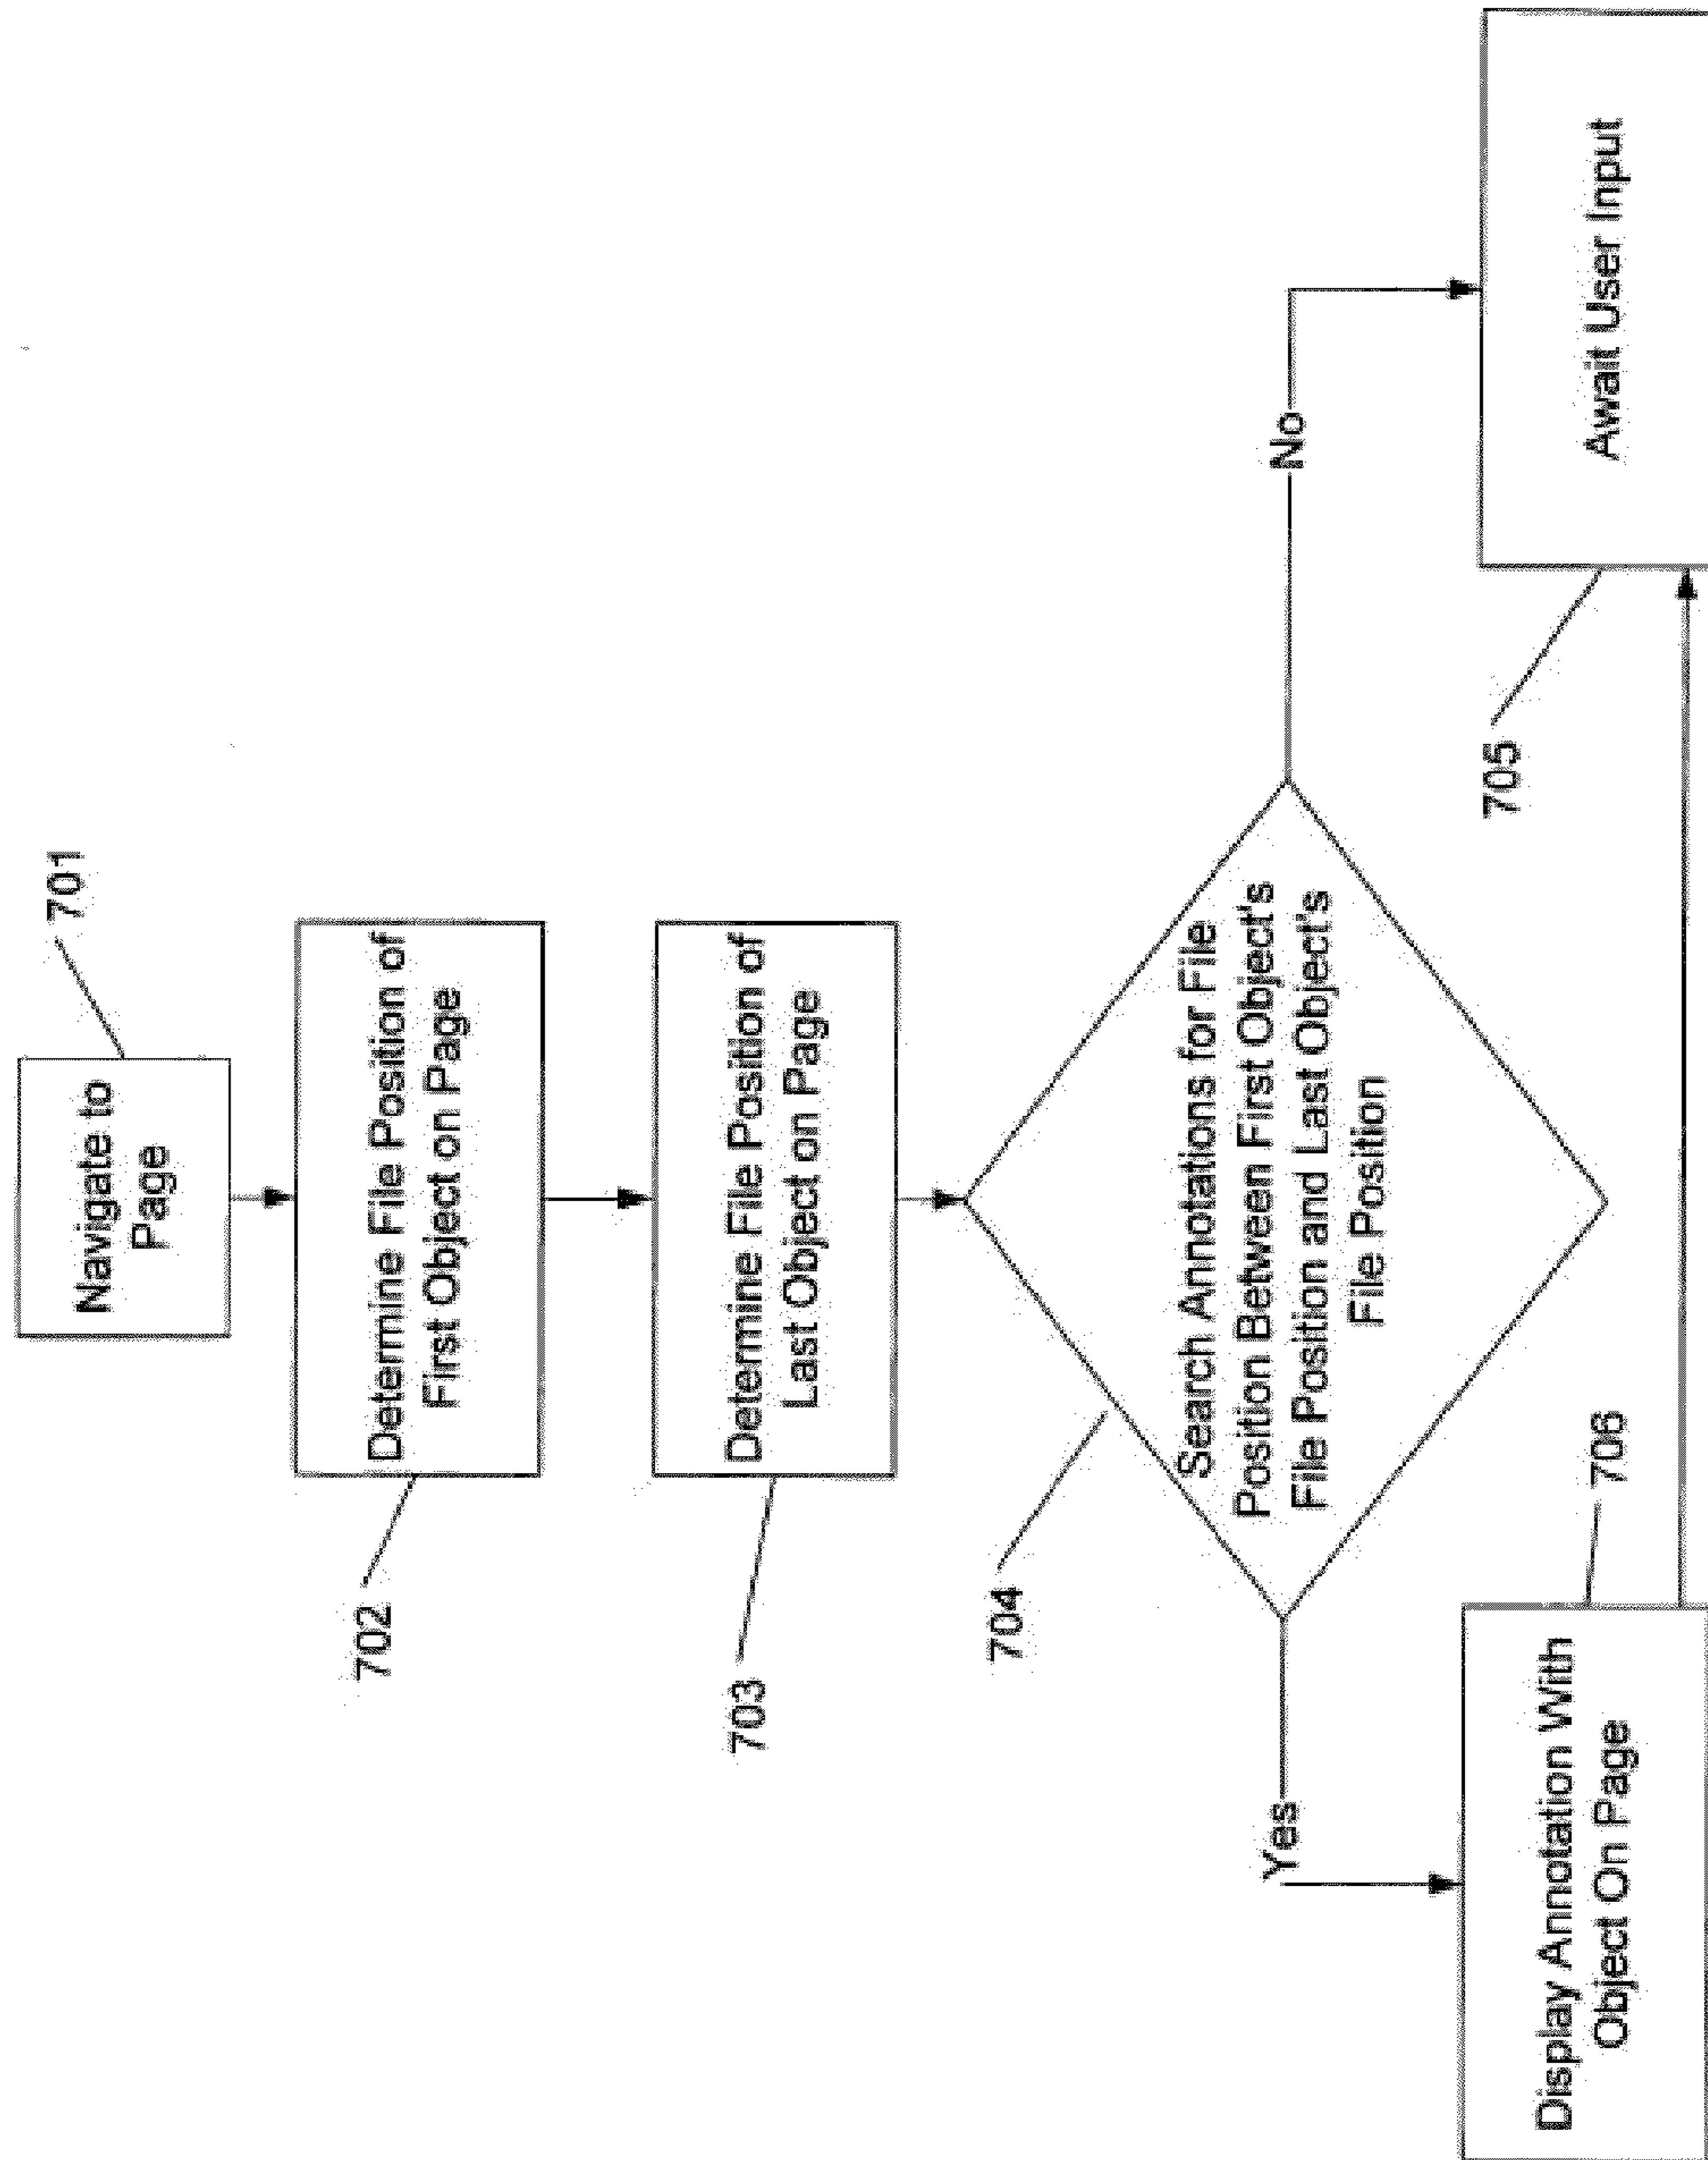 701
Navigate to
Page
702
Determine File Position of
First Object on Page
703
Determine File Position of
Last Object on Page
704
Search Annotations for File
Position Between First Object's
File Position and Last Object's
File Position
Yes
No
706
Display Annotation With
Object On Page
705
Await User Input